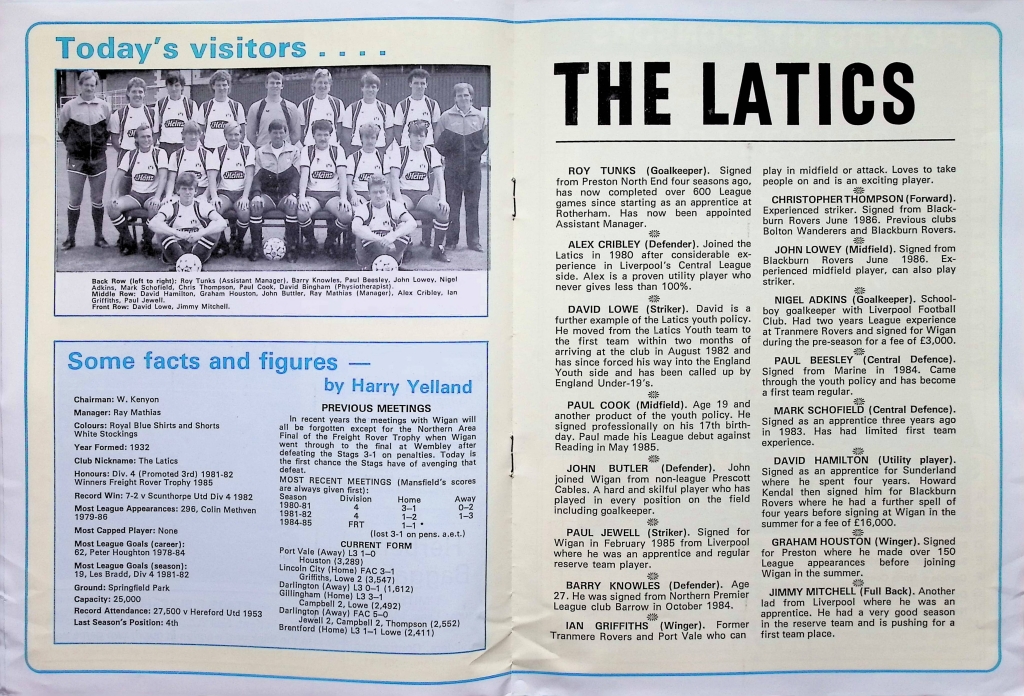 Today's visitors . . . .
Heinz Heinz
Heinz Heinz Heinz
Back Row (left to right): Roy Tunks (Assistant Manager), Barry Knowles, Paul Beesley, John Lowey, Nigel
Adkins, Mark Schofield, Chris Thompson, Paul Cook, David Bingham (Physiotherapist).
Middle Row: David Hamilton, Graham Houston, John Buttler, Ray Mathias (Manager), Alex Cribley, Ian
Griffiths, Paul Jewell.
Front Row: David Lowe, Jimmy Mitchell.
Some facts and figures —
by Harry Yelland
Chairman: W. Kenyon
Manager: Ray Mathias
Colours: Royal Blue Shirts and Shorts
White Stockings
Year Formed: 1932
Club Nickname: The Latics
Honours: Div. 4 (Promoted 3rd) 1981-82
Winners Freight Rover Trophy 1985
Record Win: 7-2 v Scunthorpe Utd Div 4 1982
Most League Appearances: 296, Colin Methven
1979-86
Most Capped Player: None
Most League Goals (career):
62, Peter Houghton 1978-84
Most League Goals (season):
19, Les Bradd, Div 4 1981-82
Ground: Springfield Park
Capacity: 25,000
Record Attendance: 27,500 v Hereford Utd 1953
Last Season's Position: 4th
PREVIOUS MEETINGS
In recent years the meetings with Wigan will
all be forgotten except for the Northern Area
Final of the Freight Rover Trophy when Wigan
went through to the final at Wembley after
defeating the Stags 3-1 on penalties. Today is
the first chance the Stags have of avenging that
defeat.
MOST RECENT MEETINGS (Mansfield's scores
are always given first):
Season Division Home Away
1980-81 4 3–1 0–2
1981-82 4 1–2 1–3
1984-85 FRT 1–1 *
(lost 3-1 on pens. a.e.t.)
CURRENT FORM
Port Vale (Away) L3 1–0
Houston (3,289)
Lincoln City (Home) FAC 3–1
Griffiths, Lowe 2 (3,547)
Darlington (Away) L3 0–1 (1,612)
Gillingham (Home) L3 3–1
Campbell 2, Lowe (2,492)
Darlington (Away) FAC 5–0
Jewell 2, Campbell 2, Thompson (2,552)
Brentford (Home) L3 1–1 Lowe (2,411)
THE LATICS
ROY TUNKS (Goalkeeper). Signed
from Preston North End four seasons ago,
has now completed over 600 League
games since starting as an apprentice at
Rotherham. Has now been appointed
Assistant Manager.
ALEX CRIBLEY (Defender). Joined the
Latics in 1980 after considerable ex-
perience in Liverpool's Central League
side. Alex is a proven utility player who
never gives less than 100%.
DAVID LOWE (Striker). David is a
further example of the Latics youth policy.
He moved from the Latics Youth team to
the first team within two months of
arriving at the club in August 1982 and
has since forced his way into the England
Youth side and has been called up by
England Under-19's.
PAUL COOK (Midfield). Age 19 and
another product of the youth policy. He
signed professionally on his 17th birth-
day. Paul made his League debut against
Reading in May 1985.
JOHN BUTLER (Defender). John
joined Wigan from non-league Prescot
Cables. A hard and skilful player who has
played in every position on the field
including goalkeeper.
PAUL JEWELL (Striker). Signed for
Wigan in February 1985 from Liverpool
where he was an apprentice and regular
reserve team player.
BARRY KNOWLES (Defender). Age
27. He was signed from Northern Premier
League club Barrow in October 1984.
IAN GRIFFITHS (Winger). Former
Tranmere Rovers and Port Vale who can
play in midfield or attack. Loves to take
people on and is an exciting player.
CHRISTOPHER THOMPSON (Forward).
Experienced striker. Signed from Black-
burn Rovers June 1986. Previous clubs
Bolton Wanderers and Blackburn Rovers.
JOHN LOWEY (Midfield). Signed from
Blackburn Rovers June 1986. Ex-
perienced midfield player, can also play
striker.
NIGEL ADKINS (Goalkeeper). School-
boy goalkeeper with Liverpool Football
Club. Had two years League experience
at Tranmere Rovers and signed for Wigan
during the pre-season for a fee of £3,000.
PAUL BEESLEY (Central Defence).
Signed from Marine in 1984. Came
through the youth policy and has become
a first team regular.
MARK SCHOFIELD (Central Defence).
Signed as an apprentice three years ago
in 1983. Has had limited first team
experience.
DAVID HAMILTON (Utility player).
Signed as an apprentice for Sunderland
where he spent four years. Howard
Kendal then signed him for Blackburn
Rovers where he had a further spell of
four years before signing at Wigan in the
summer for a fee of £16,000.
GRAHAM HOUSTON (Winger). Signed
for Preston where he made over 150
League appearances before joining
Wigan in the summer.
JIMMY MITCHELL (Full Back). Another
lad from Liverpool where he was an
apprentice. He had a very good season
in the reserve team and is pushing for a
first team place.